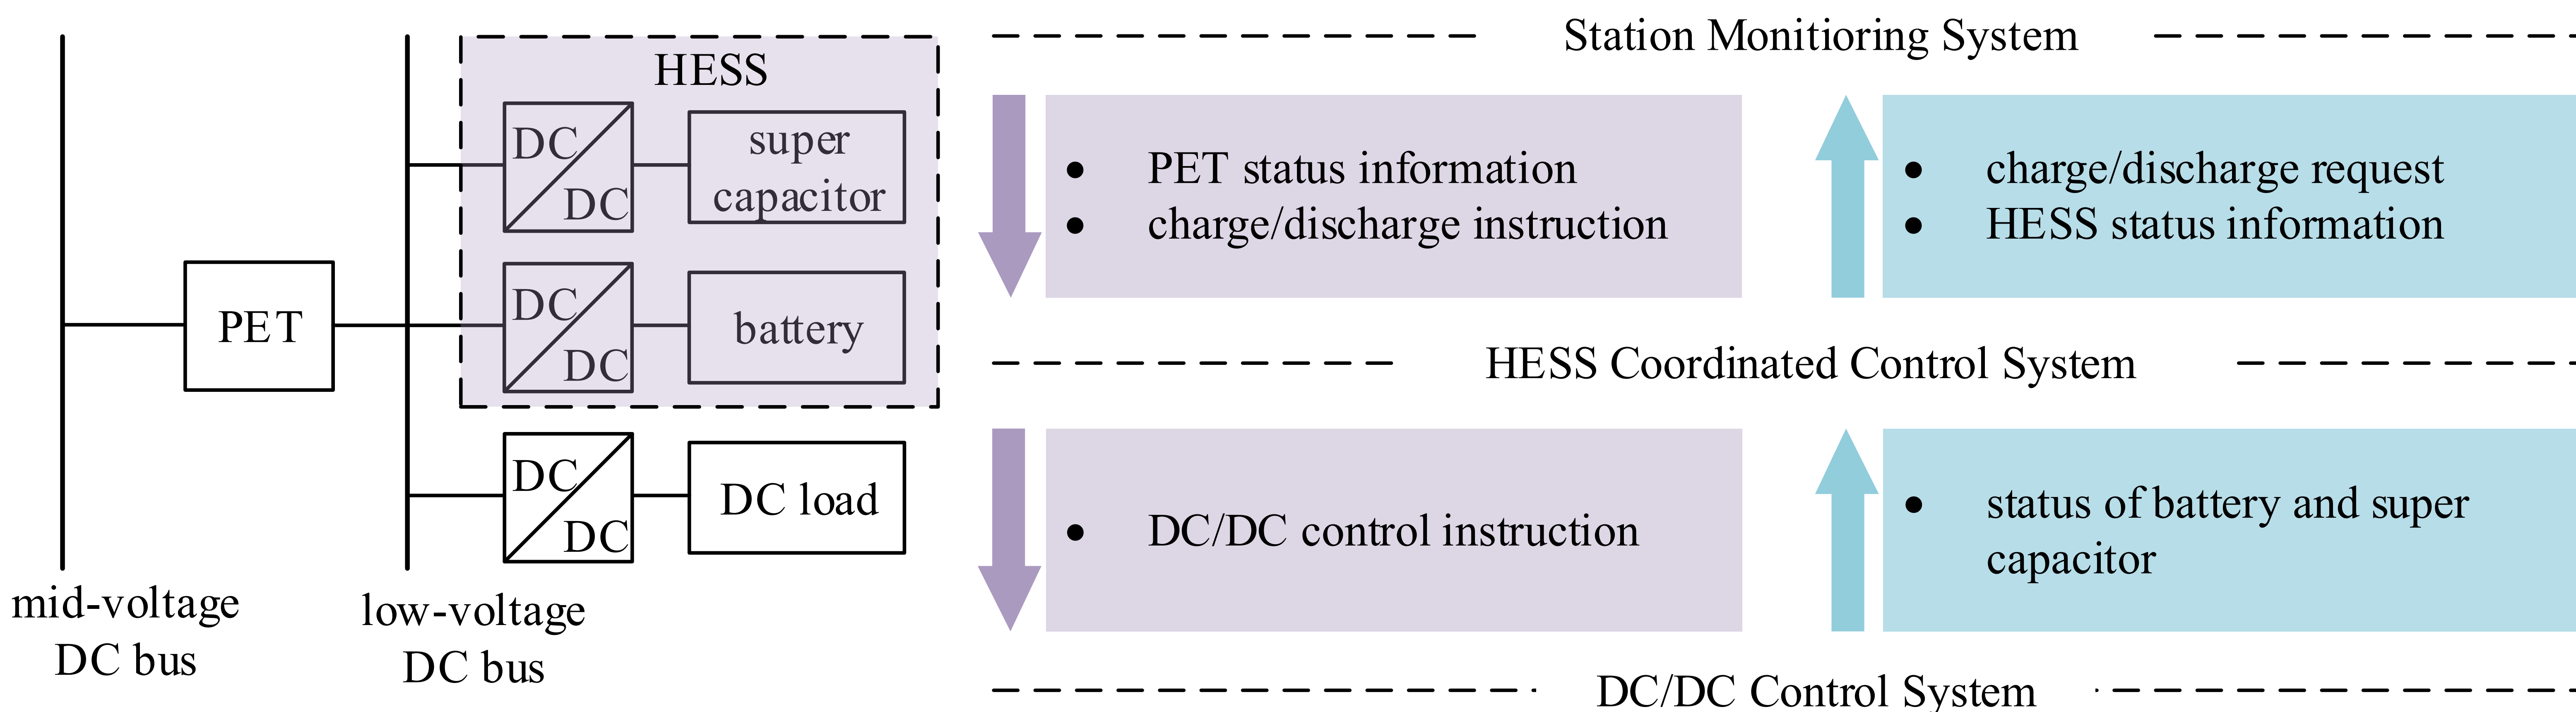 HESS
DC
DC
super
capacitor
PET
DC
DC
battery
DC
DC
DC load
mid-voltage
DC bus
low-voltage
DC bus
Station Monitioring System
• PET status information
• charge/discharge instruction
• charge/discharge request
• HESS status information
HESS Coordinated Control System
• DC/DC control instruction
• status of battery and super
capacitor
DC/DC Control System